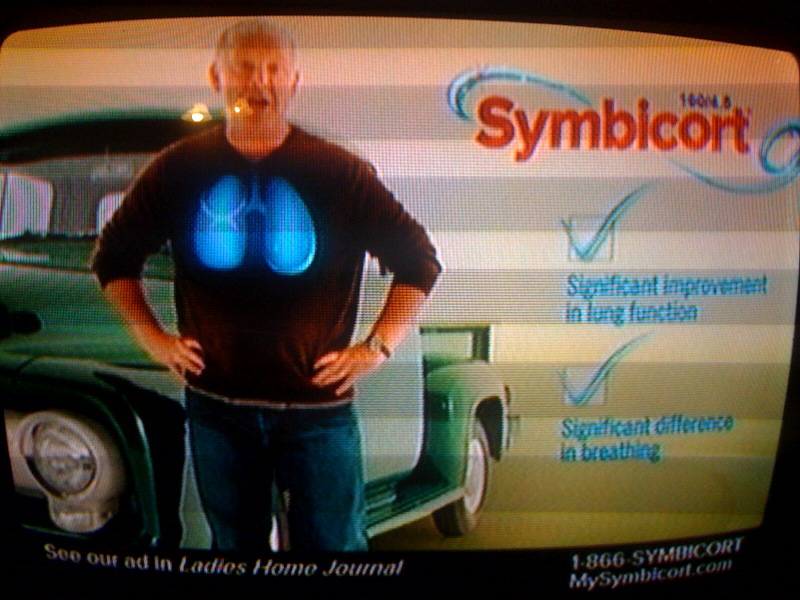 160/4.5
Symbicort
Significant improvement
in lung function
Significant difference
in breathing
See our ad in Ladies Home Journal
1-866-SYMBICORT
MySymbicort.com